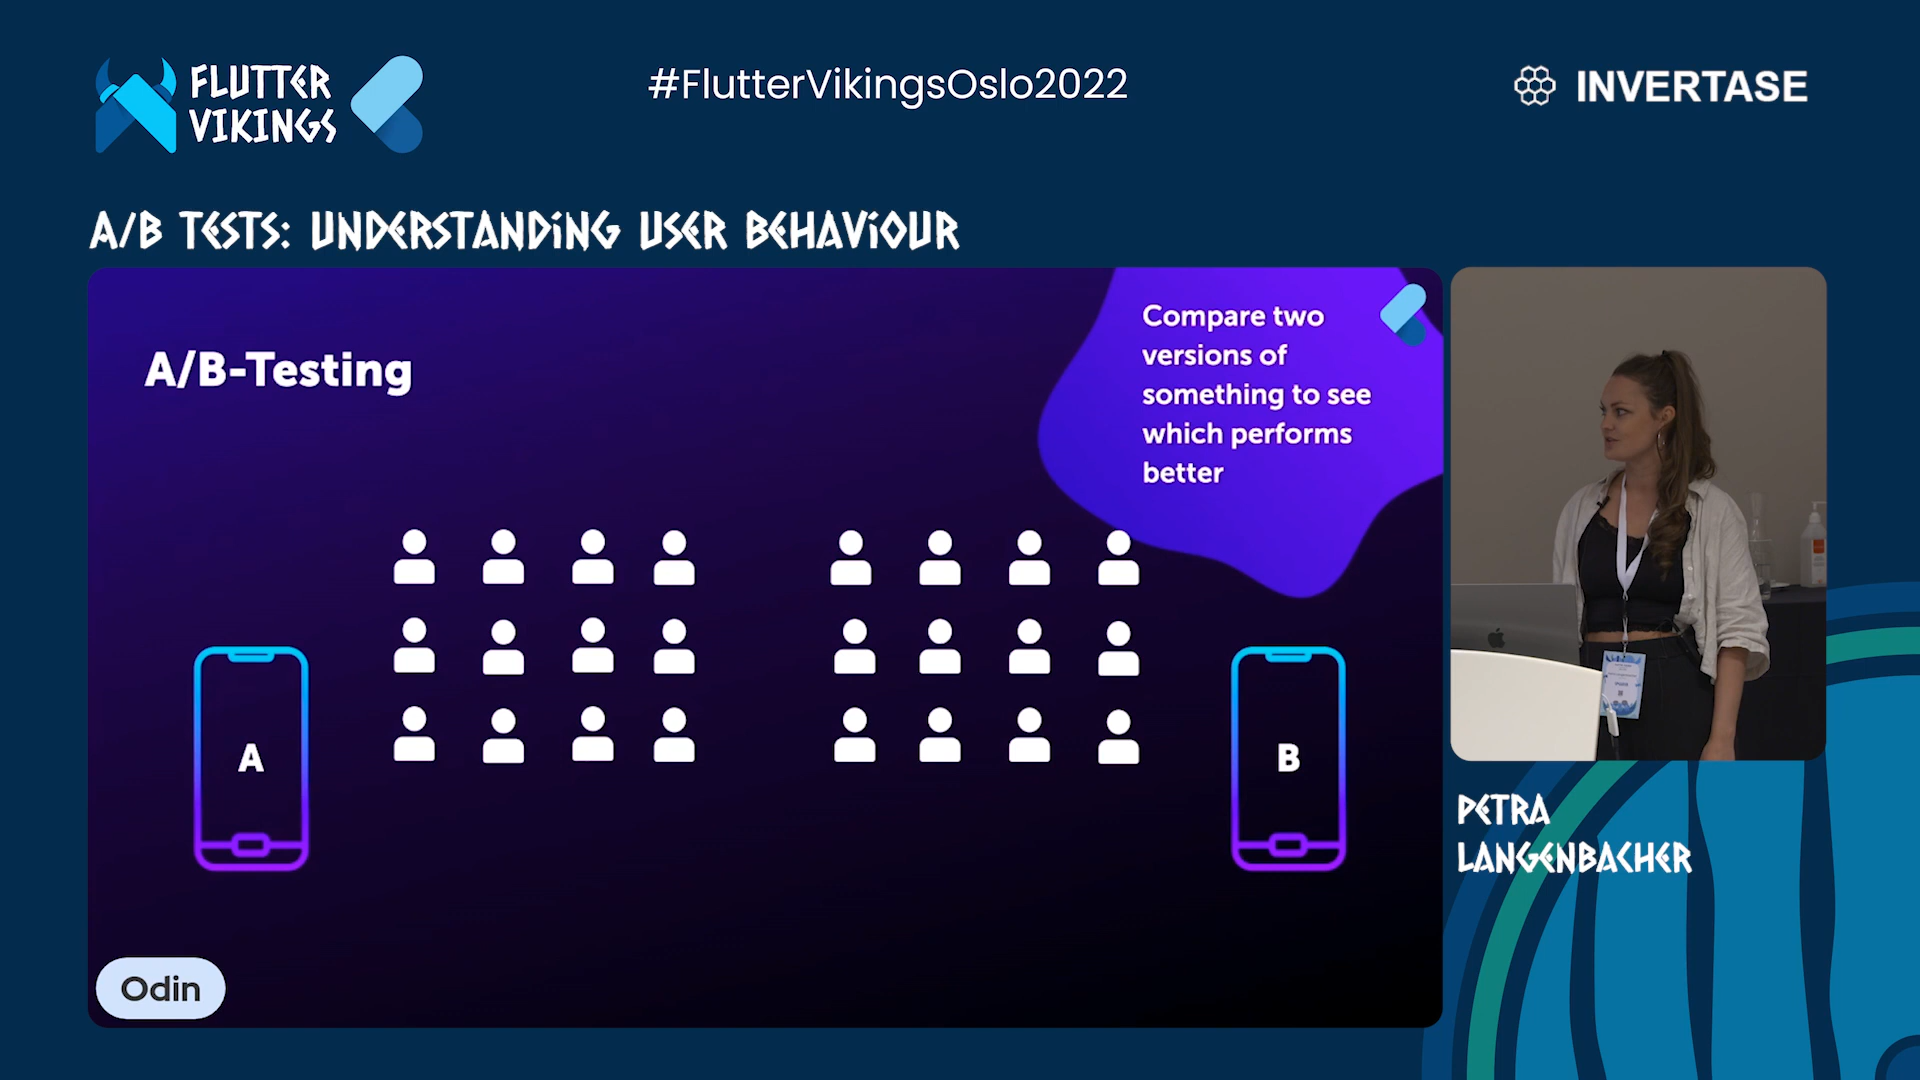 FLUTTER
VIKINGS
#FlutterVikingsOslo2022
INVERTASE
A/B TESTS: UNDERSTANDING USER BEHAVIOUR
A/B-Testing
Compare two
versions of
something to see
which performs
better
A
B
Odin
PETRA
LANGENBACHER